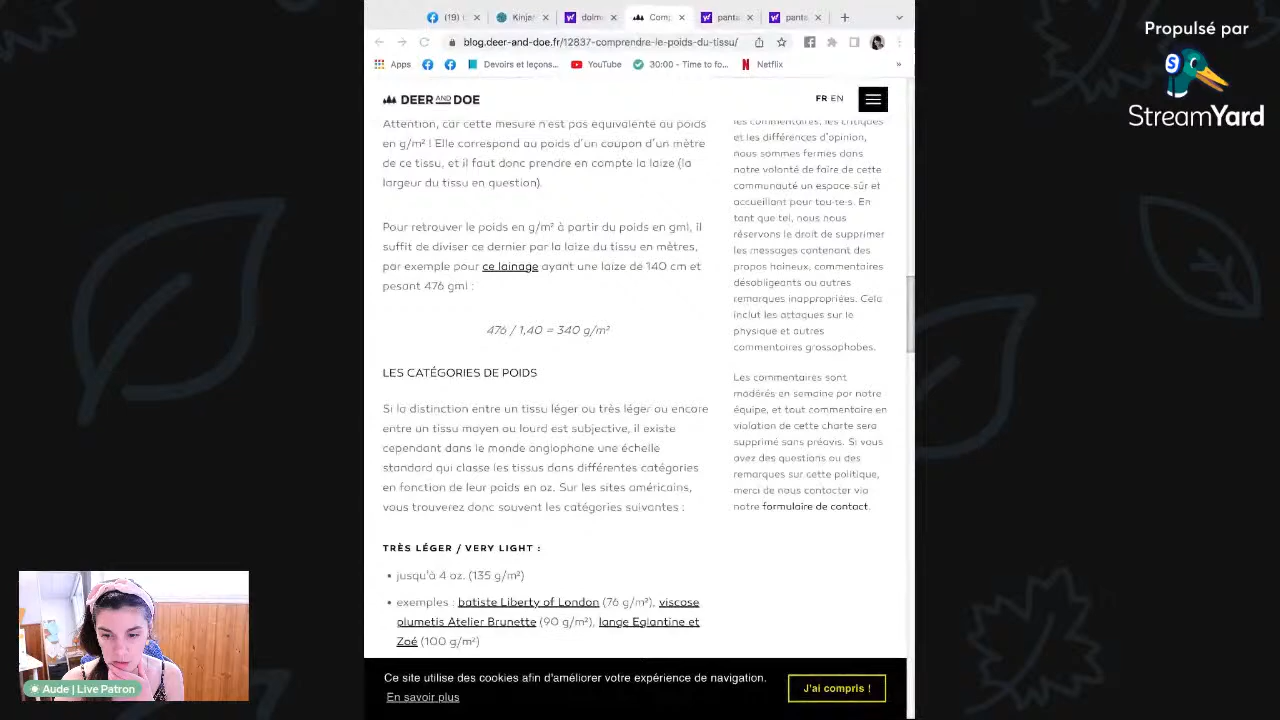 Propulsé par
StreamYard
(19)
Kinjer
dolm
Com
panta
panta
blog.deer-and-doe.fr/12837-comprendre-le-poids-du-tissu/
Apps
Devoirs et leçons...
YouTube
30:00 - Time to fo...
Netflix
»
DEER AND DOE
FR EN
Attention, car cette mesure n'est pas équivalente au poids
en g/m² ! Elle correspond au poids d'un coupon d'un mètre
de ce tissu, et il faut donc prendre en compte la laize (la
largeur du tissu en question).
Pour retrouver le poids en g/m² à partir du poids en gml, il
suffit de diviser ce dernier par la laize du tissu en mètres,
par exemple pour ce lainage ayant une laize de 140 cm et
pesant 476 gml :
476 / 1,40 = 340 g/m²
LES CATÉGORIES DE POIDS
Si la distinction entre un tissu léger ou très léger ou encore
entre un tissu moyen ou lourd est subjective, il existe
cependant dans le monde anglophone une échelle
standard qui classe les tissus dans différentes catégories
en fonction de leur poids en oz. Sur les sites américains,
vous trouverez donc souvent les catégories suivantes :
TRÈS LÉGER / VERY LIGHT :
jusqu'à 4 oz. (135 g/m²)
exemples : batiste Liberty of London (76 g/m²), viscose
plumetis Atelier Brunette (90 g/m²), lange Eglantine et
Zoé (100 g/m²)
les commentaires, les critiques
et les différences d'opinion,
nous sommes fermes dans
notre volonté de faire de cette
communauté un espace sûr et
accueillant pour tou·te·s. En
tant que tel, nous nous
réservons le droit de supprimer
les messages contenant des
propos haineux, commentaires
désobligeants ou autres
remarques inappropriées. Cela
inclut les attaques sur le
physique et autres
commentaires grossophobes.
Les commentaires sont
modérés en semaine par notre
équipe, et tout commentaire en
violation de cette charte sera
supprimé sans préavis. Si vous
avez des questions ou des
remarques sur cette politique,
merci de nous contacter via
notre formulaire de contact.
Ce site utilise des cookies afin d'améliorer votre expérience de navigation.
En savoir plus
J'ai compris !
Aude | Live Patron